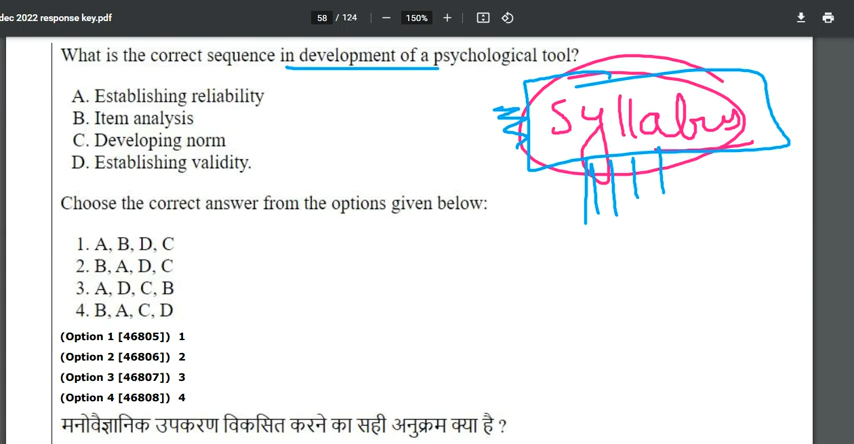 dec 2022 response key.pdf
58 / 124 | − 150% +
What is the correct sequence in development of a psychological tool?
Syllabus
A. Establishing reliability
B. Item analysis
C. Developing norm
D. Establishing validity.
Choose the correct answer from the options given below:
1. A, B, D, C
2. B, A, D, C
3. A, D, C, B
4. B, A, C, D
(Option 1 [46805]) 1
(Option 2 [46806]) 2
(Option 3 [46807]) 3
(Option 4 [46808]) 4
मनोवैज्ञानिक उपकरण विकसित करने का सही अनुक्रम क्या है ?